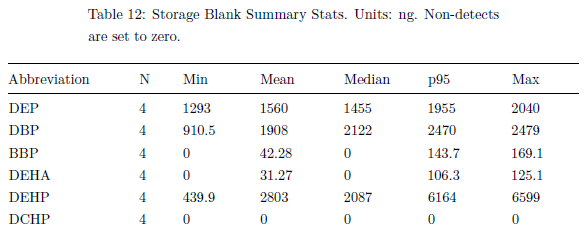 Table 12: Storage Blank Summary Stats. Units: ng. Non-detects
are set to zero.
Abbreviation N Min Mean Median p95 Max
DEP 4 1293 1560 1455 1955 2040
DBP 4 910.5 1908 2122 2470 2479
BBP 4 0 42.28 0 143.7 169.1
DEHA 4 0 31.27 0 106.3 125.1
DEHP 4 439.9 2803 2087 6164 6599
DCHP 4 0 0 0 0 0